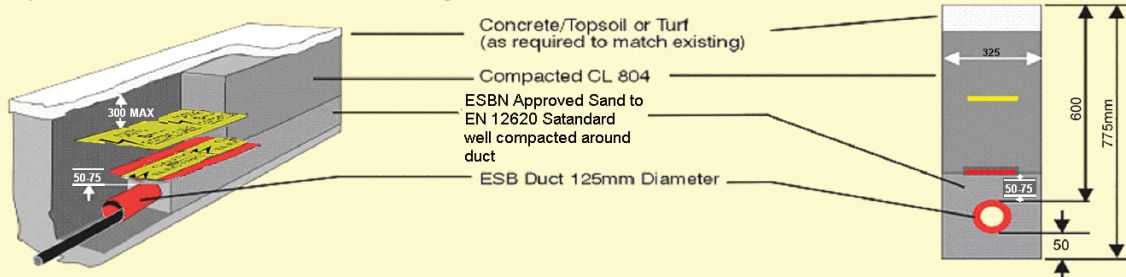 Concrete/Topsoil or Turf
(as required to match existing)
Compacted CL 804
ESBN Approved Sand to
EN 12620 Satandard
well compacted around
duct
ESB Duct 125mm Diameter
300 MAX
50-75
325
600
775mm
50-75
50